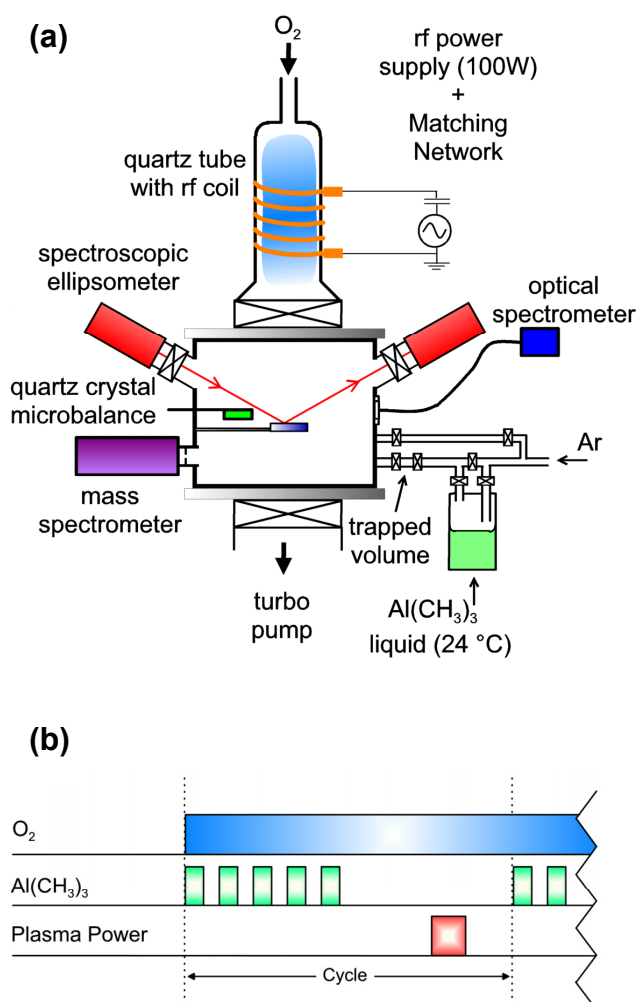 (a)
O₂
rf power
supply (100W)
+
Matching
Network
quartz tube
with rf coil
spectroscopic
ellipsometer
optical
spectrometer
quartz crystal
microbalance
Ar
mass
spectrometer
trapped
volume
turbo
pump
Al(CH₃)₃
liquid (24 °C)
(b)
O₂
Al(CH₃)₃
Plasma Power
Cycle